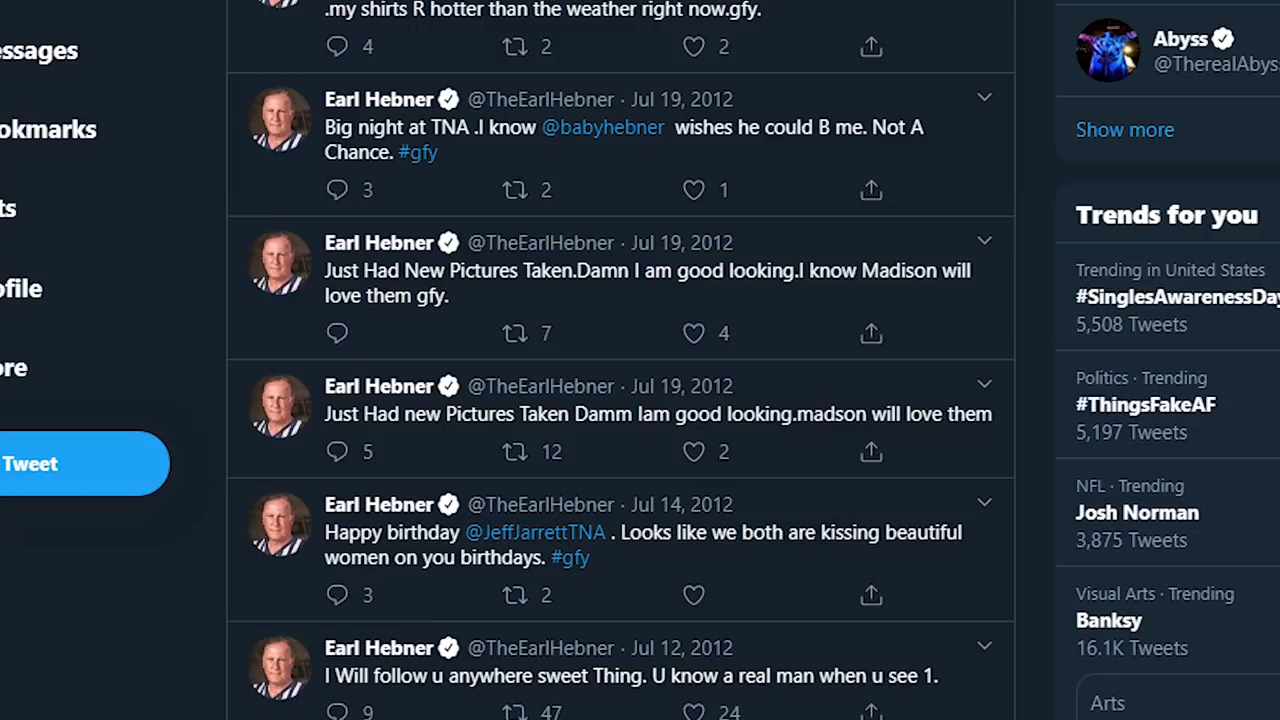 .my shirts R hotter than the weather right now.gfy.
4 2 2
Earl Hebner @TheEarlHebner · Jul 19, 2012
Big night at TNA .I know @babyhebner wishes he could B me. Not A
Chance. #gfy
3 2 1
Earl Hebner @TheEarlHebner · Jul 19, 2012
Just Had New Pictures Taken.Damn I am good looking.I know Madison will
love them gfy.
7 4
Earl Hebner @TheEarlHebner · Jul 19, 2012
Just Had new Pictures Taken Damm Iam good looking.madson will love them
5 12 2
Earl Hebner @TheEarlHebner · Jul 14, 2012
Happy birthday @JeffJarrettTNA . Looks like we both are kissing beautiful
women on you birthdays. #gfy
3 2
Earl Hebner @TheEarlHebner · Jul 12, 2012
I Will follow u anywhere sweet Thing. U know a real man when u see 1.
9 47 24
essages
okmarks
ts
ofile
ore
Tweet
Abyss
@TherealAbys
Show more
Trends for you
Trending in United States
#SinglesAwarenessDay
5,508 Tweets
Politics · Trending
#ThingsFakeAF
5,197 Tweets
NFL · Trending
Josh Norman
3,875 Tweets
Visual Arts · Trending
Banksy
16.1K Tweets
Arts